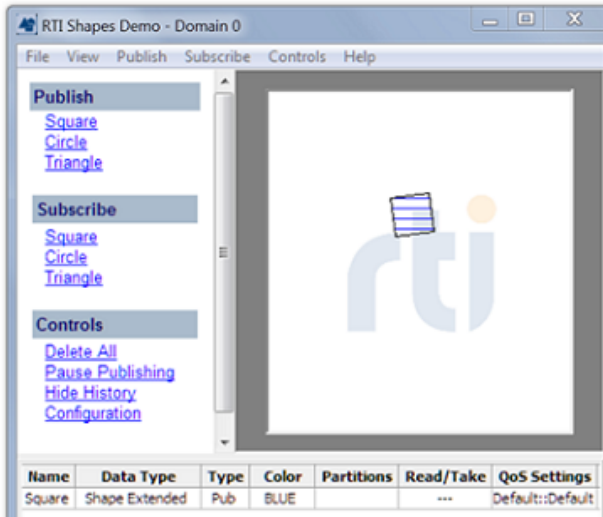 RTI Shapes Demo - Domain 0
File View Publish Subscribe Controls Help
Publish
Square
Circle
Triangle
Subscribe
Square
Circle
Triangle
Controls
Delete All
Pause Publishing
Hide History
Configuration
rti
Name Data Type Type Color Partitions Read/Take QoS Settings
Square Shape Extended Pub BLUE --- Default::Default